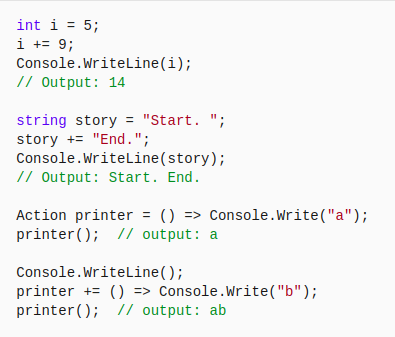 int i = 5;
i += 9;
Console.WriteLine(i);
// Output: 14

string story = "Start. ";
story += "End.";
Console.WriteLine(story);
// Output: Start. End.

Action printer = () => Console.Write("a");
printer();  // output: a

Console.WriteLine();
printer += () => Console.Write("b");
printer();  // output: ab